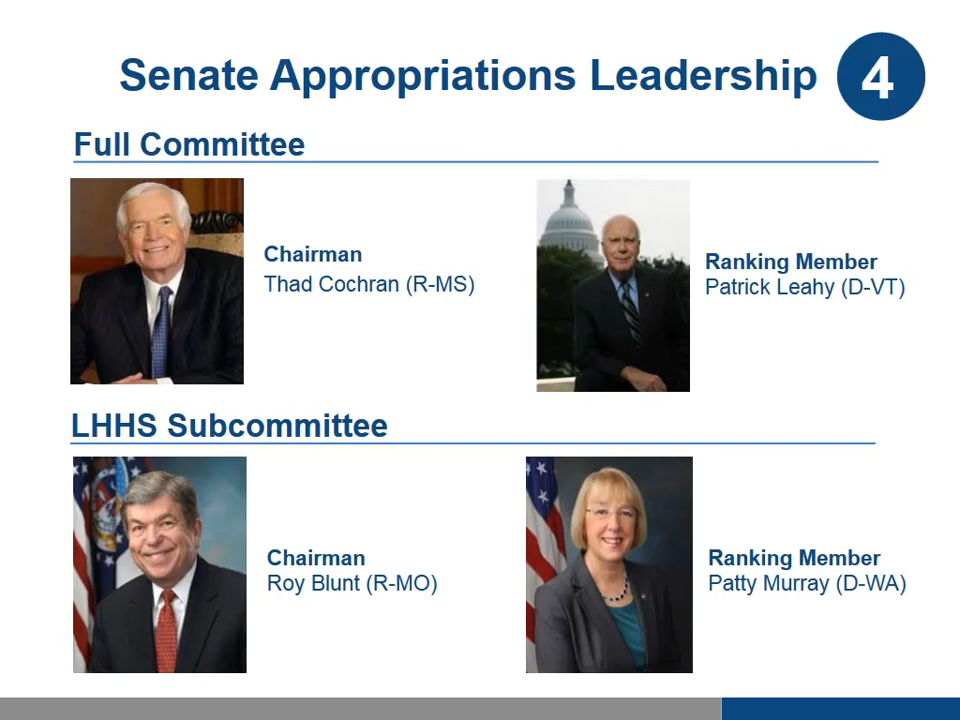 Senate Appropriations Leadership
4
Full Committee
Chairman
Thad Cochran (R-MS)
Ranking Member
Patrick Leahy (D-VT)
LHHS Subcommittee
Chairman
Roy Blunt (R-MO)
Ranking Member
Patty Murray (D-WA)